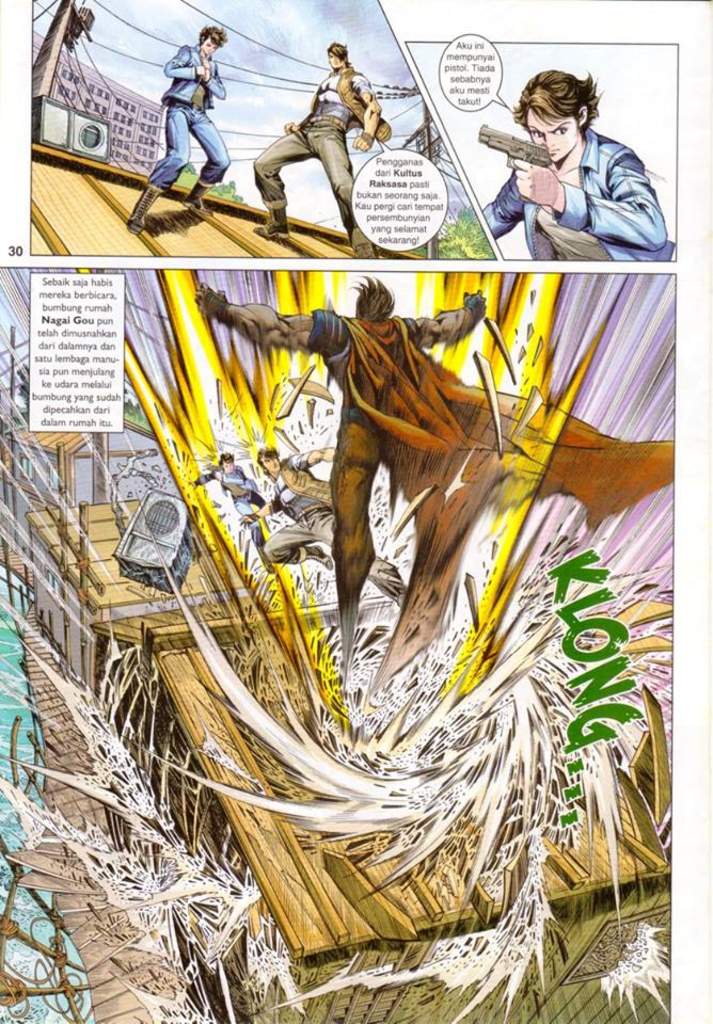 Pengganas
dari Kultus
Raksasa pasti
bukan seorang saja.
Kau pergi cari tempat
persembunyian
yang selamat
sekarang!
Aku ini
mempunyai
pistol. Tiada
sebabnya
aku mesti
takut!
30
Sebaik saja habis
mereka berbicara,
bumbung rumah
Nagai Gou pun
telah dimusnahkan
dari dalamnya dan
satu lembaga manu-
sia pun menjulang
ke udara melalui
bumbung yang sudah
dipecahkan dari
dalam rumah itu.
KLONG....